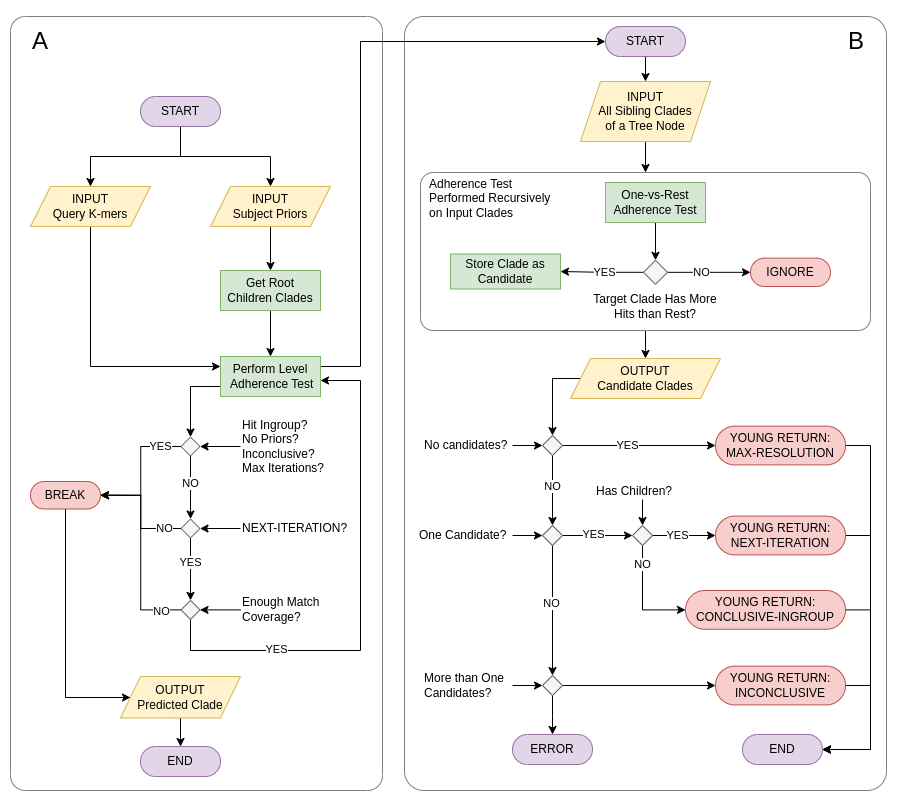 A
START
INPUT
Query K-mers
INPUT
Subject Priors
Get Root
Children Clades
Perform Level
Adherence Test
Hit Ingroup?
No Priors?
Inconclusive?
Max Iterations?
YES
NO
BREAK
NEXT-ITERATION?
NO
YES
Enough Match
Coverage?
NO
YES
OUTPUT
Predicted Clade
END
B
START
INPUT
All Sibling Clades
of a Tree Node
Adherence Test
Performed Recursively
on Input Clades
One-vs-Rest
Adherence Test
Store Clade as
Candidate
YES
NO
IGNORE
Target Clade Has More
Hits than Rest?
OUTPUT
Candidate Clades
No candidates?
YES
YOUNG RETURN:
MAX-RESOLUTION
NO
Has Children?
One Candidate?
YES
YES
YOUNG RETURN:
NEXT-ITERATION
NO
NO
YOUNG RETURN:
CONCLUSIVE-INGROUP
More than One
Candidates?
YOUNG RETURN:
INCONCLUSIVE
ERROR
END